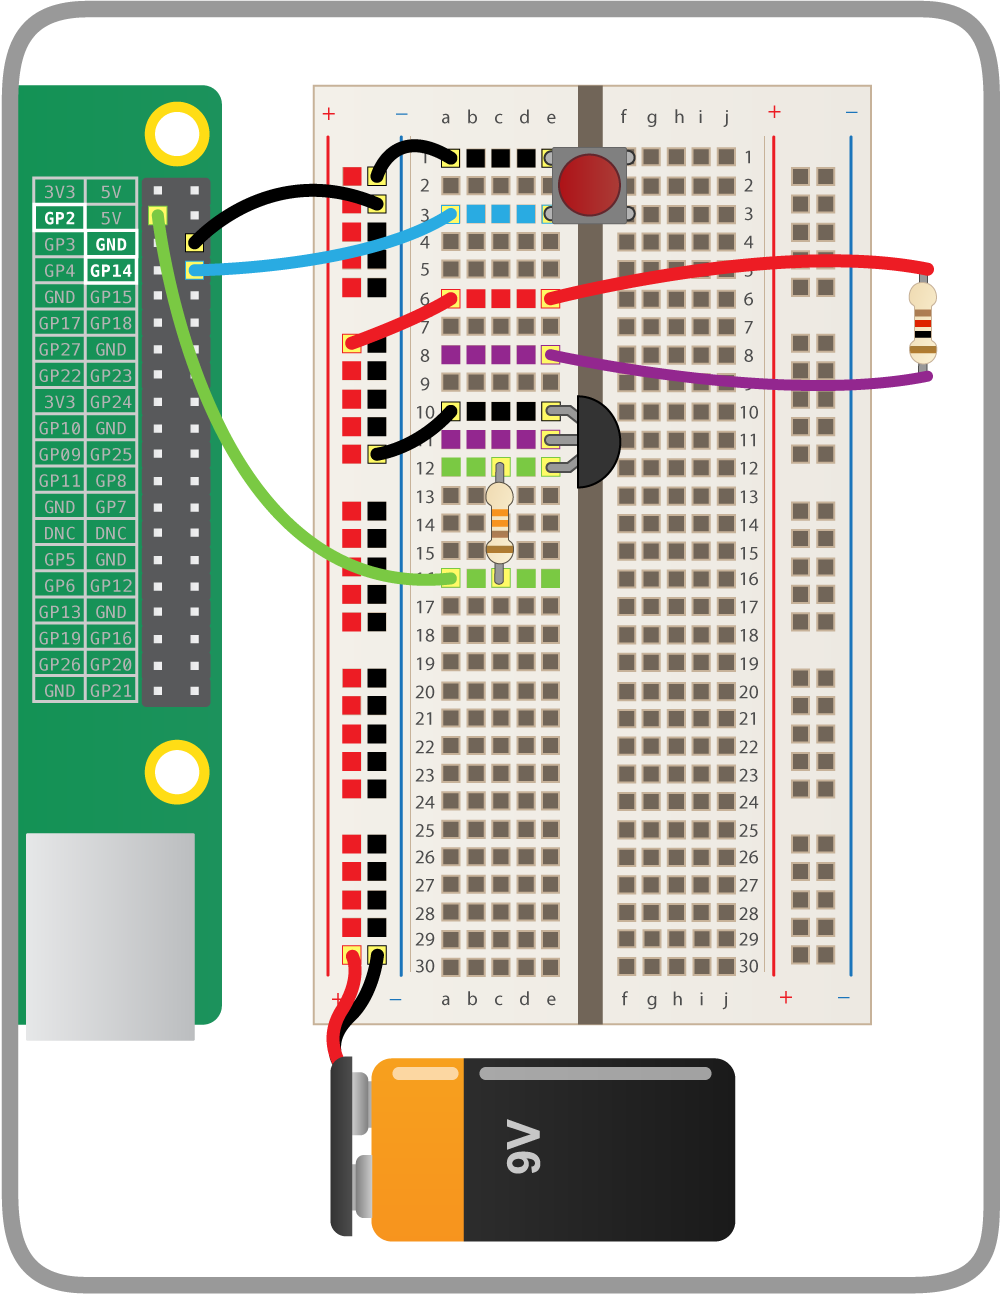 + − a b c d e f g h i j + −
1 1
2 2
3V3 5V
GP2 5V 3 3
GP3 GND 4 4
GP4 GP14 5 5
GND GP15 6 6
GP17 GP18 7 7
GP27 GND 8 8
GP22 GP23 9 9
3V3 GP24 10 10
GP10 GND 11 11
GP09 GP25 12 12
GP11 GP8 13 13
GND GP7 14 14
DNC DNC 15 15
GP5 GND 16
GP6 GP12 17 17
GP13 GND 18 18
GP19 GP16 19 19
GP26 GP20 20 20
GND GP21 21 21
22 22
23 23
24 24
25 25
26 26
27 27
28 28
29 29
30 30
+ − a b c d e f g h i j + −
9V